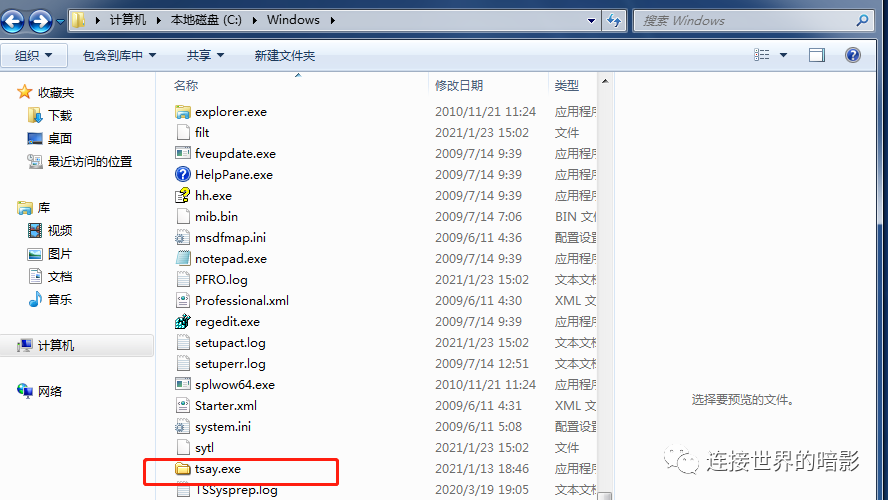 计算机 本地磁盘 (C:) Windows 搜索 Windows
组织 包含到库中 共享 新建文件夹
收藏夹
下载
桌面
最近访问的位置
库
视频
图片
文档
音乐
计算机
网络
名称 修改日期 类型
explorer.exe 2010/11/21 11:24 应用程序
filt 2021/1/23 15:02 文件
fveupdate.exe 2009/7/14 9:39 应用程序
HelpPane.exe 2009/7/14 9:39 应用程序
hh.exe 2009/7/14 9:39 应用程序
mib.bin 2009/7/14 7:06 BIN 文件
msdfmap.ini 2009/6/11 4:36 配置设置
notepad.exe 2009/7/14 9:39 应用程序
PFRO.log 2021/1/23 15:02 文本文档
Professional.xml 2009/6/11 4:30 XML 文
regedit.exe 2009/7/14 9:39 应用程序
setupact.log 2021/1/23 15:02 文本文档
setuperr.log 2009/7/14 12:51 文本文档
splwow64.exe 2010/11/21 11:24 应用程序
Starter.xml 2009/6/11 4:31 XML 文
system.ini 2009/6/11 5:08 配置设置
sytl 2021/1/23 15:02 文件
tsay.exe 2021/1/13 18:46 应用程序
TSSysprep.log 2020/3/19 19:05 文本文档
选择要预览的文件。
连接世界的暗影